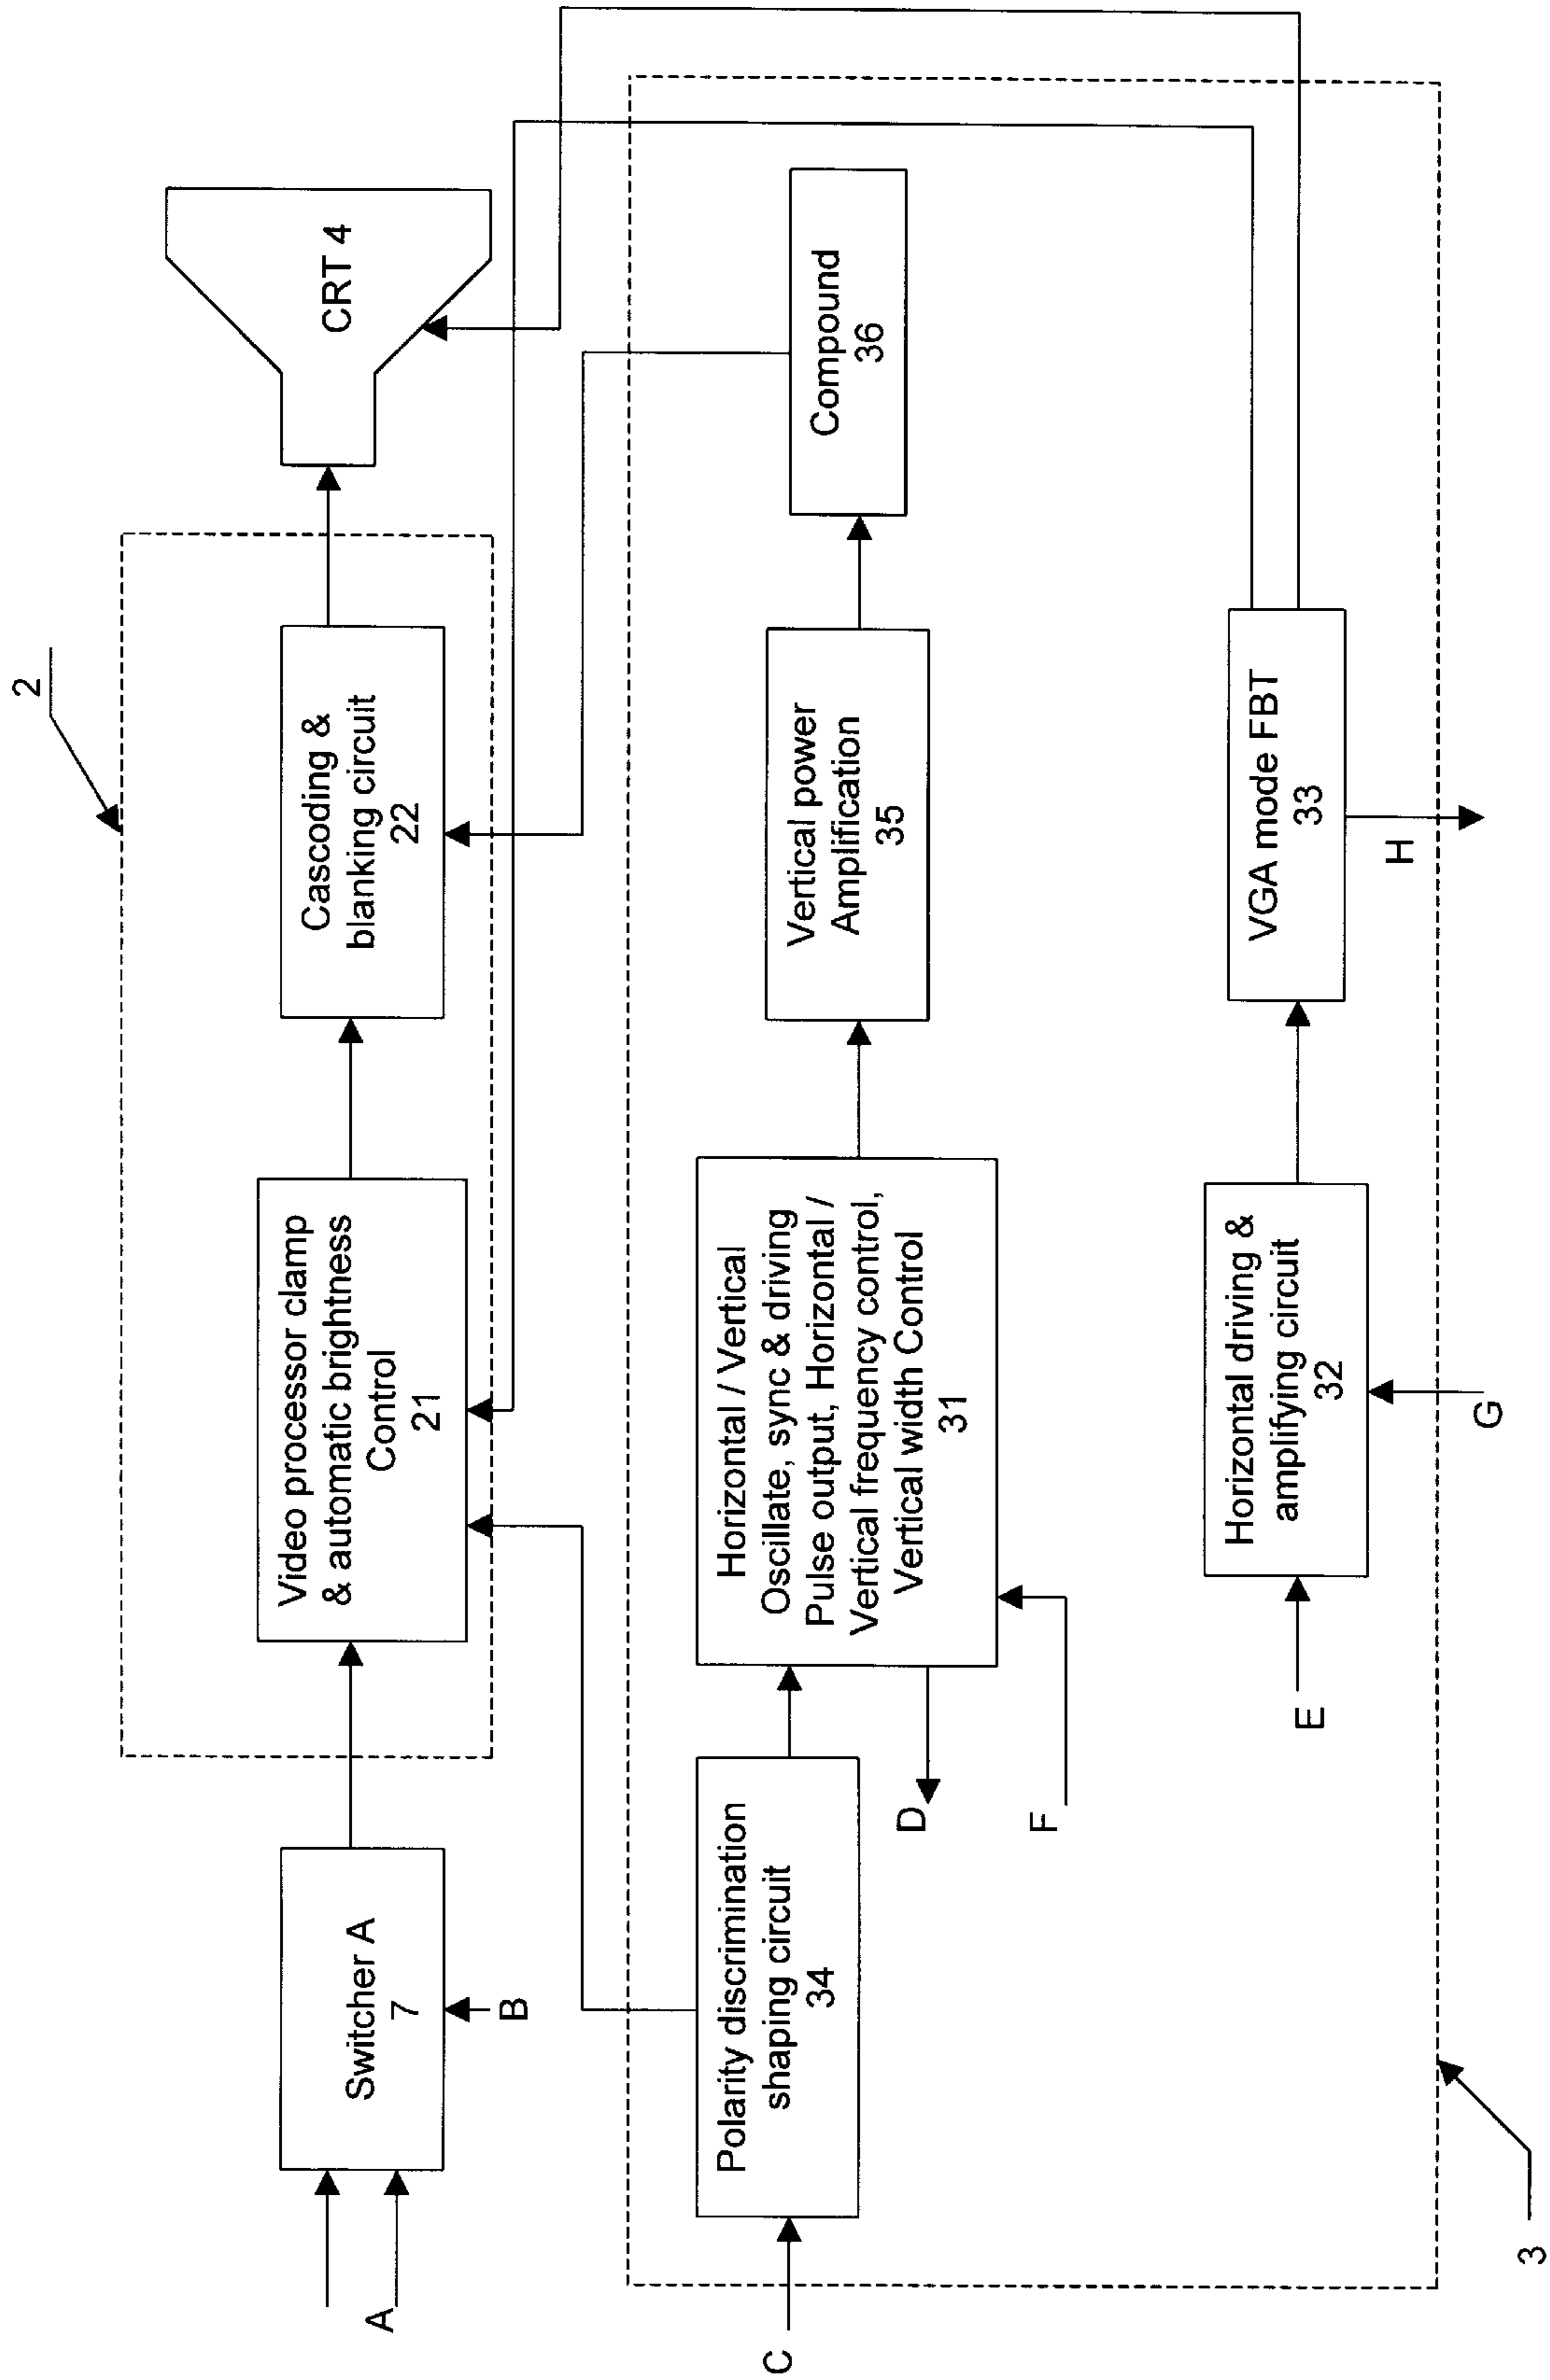 2
Switcher A
7
A
B
Video processor clamp
& automatic brightness
Control
21
Cascoding &
blanking circuit
22
CRT 4
C
Polarity discrimination
shaping circuit
34
Horizontal / Vertical
Oscillate, sync & driving
Pulse output, Horizontal /
Vertical frequency control,
Vertical width Control
31
D
F
Vertical power
Amplification
35
Compound
36
E
Horizontal driving &
amplifying circuit
32
G
VGA mode FBT
33
H
3